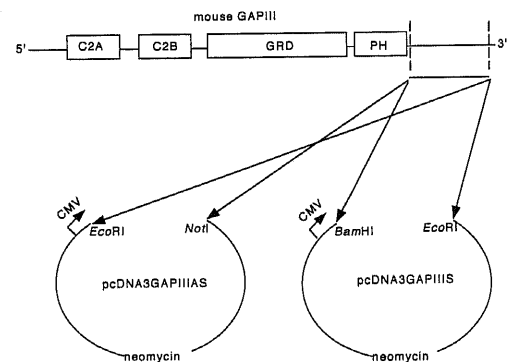 mouse GAPIII
5' C2A C2B GRD PH 3'
CMV CMV
EcoRI NotI BamHI EcoRI
pcDNA3GAPIIIAS pcDNA3GAPIIIS
neomycin neomycin